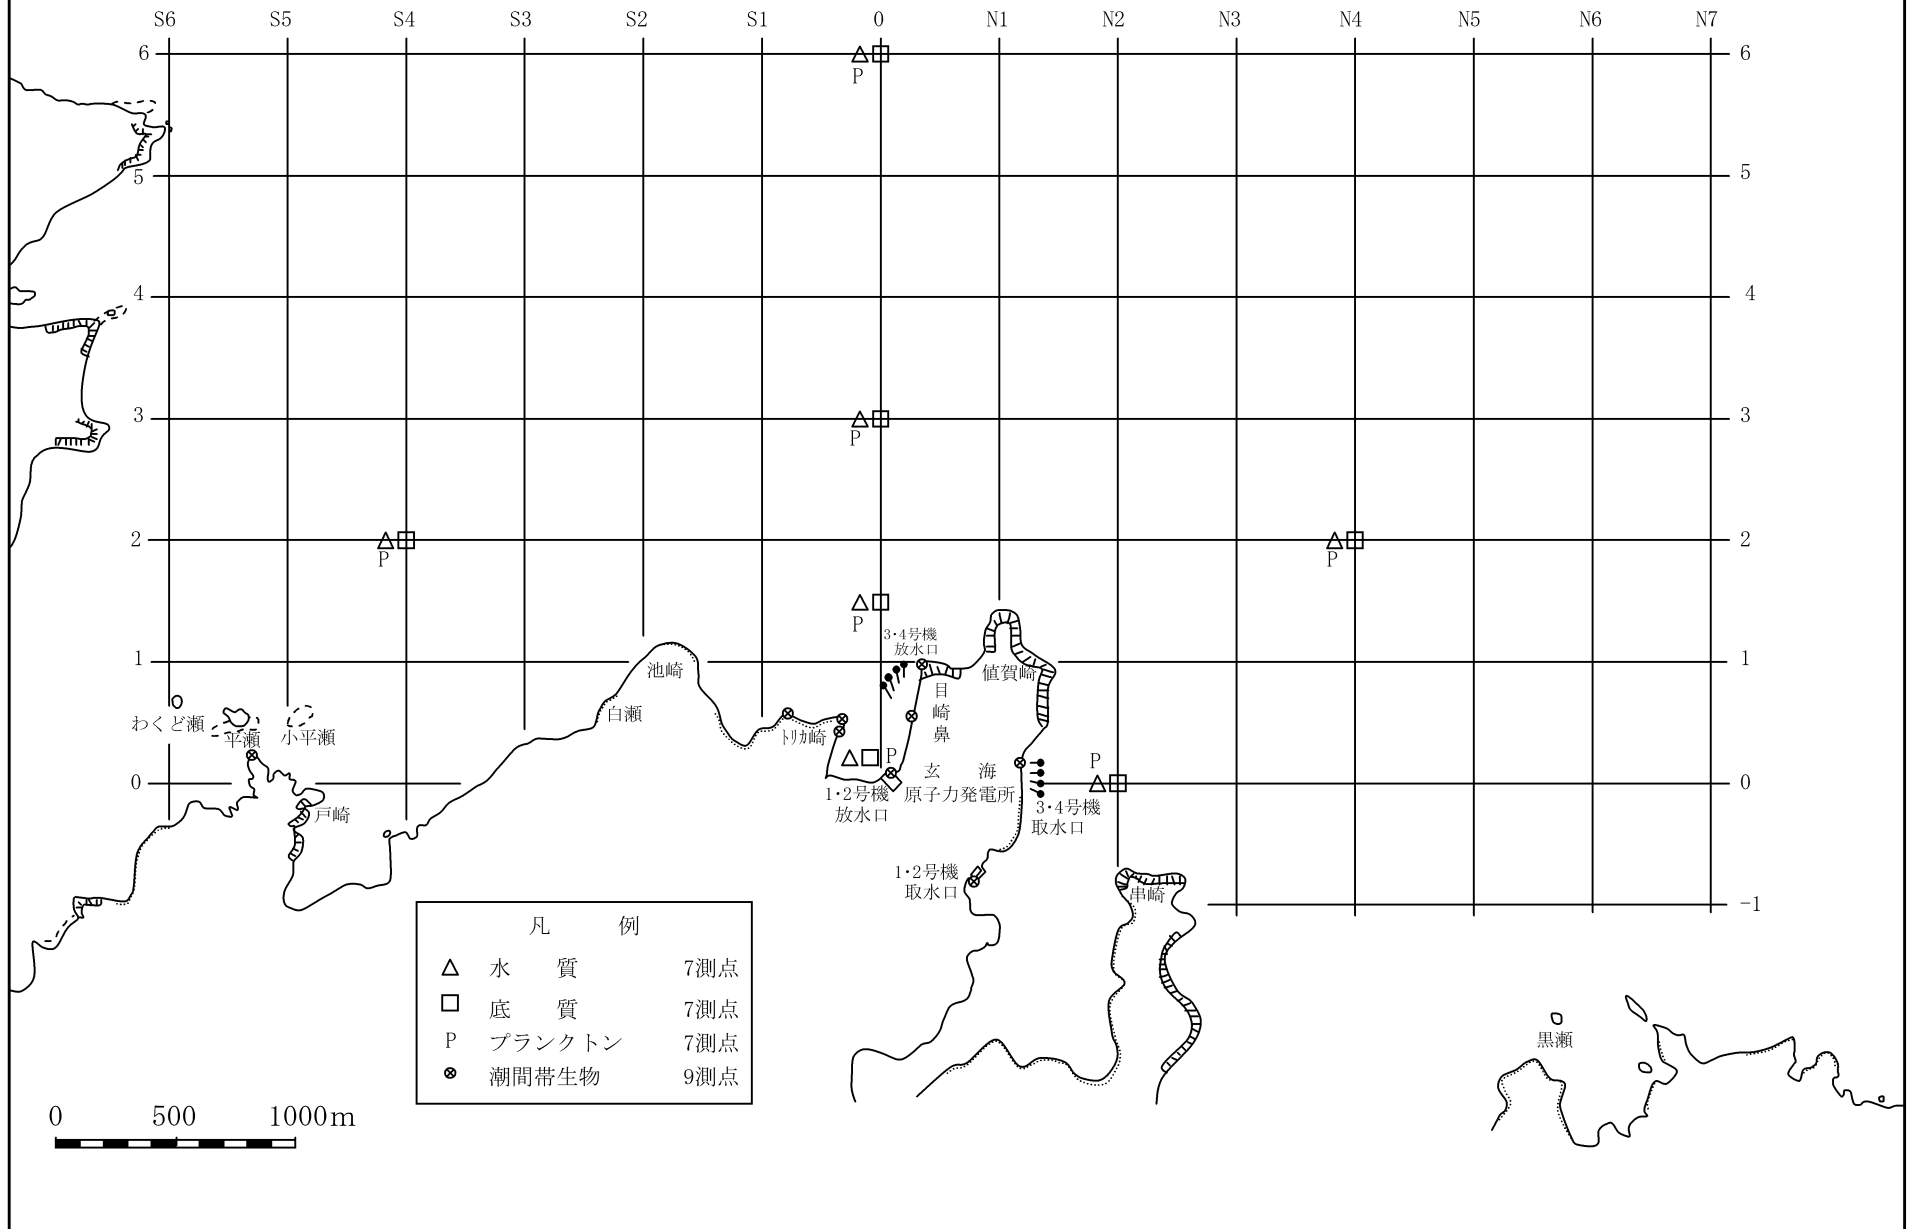 S6 S5 S4 S3 S2 S1 0 N1 N2 N3 N4 N5 N6 N7
6 6
P
5 5
4 4
3 3
P
2 2
P P
P
3・4号機
放水口
1 1
池崎
値賀崎
目崎鼻
白瀬
わくど瀬
平瀬
小平瀬
トリカ崎
P
P
玄海
原子力発電所
0
1・2号機
放水口
3・4号機
取水口
戸崎
1・2号機
取水口
串崎
-1
凡例
水質 7測点
底質 7測点
P プランクトン 7測点
潮間帯生物 9測点
黒瀬
0 500 1000m